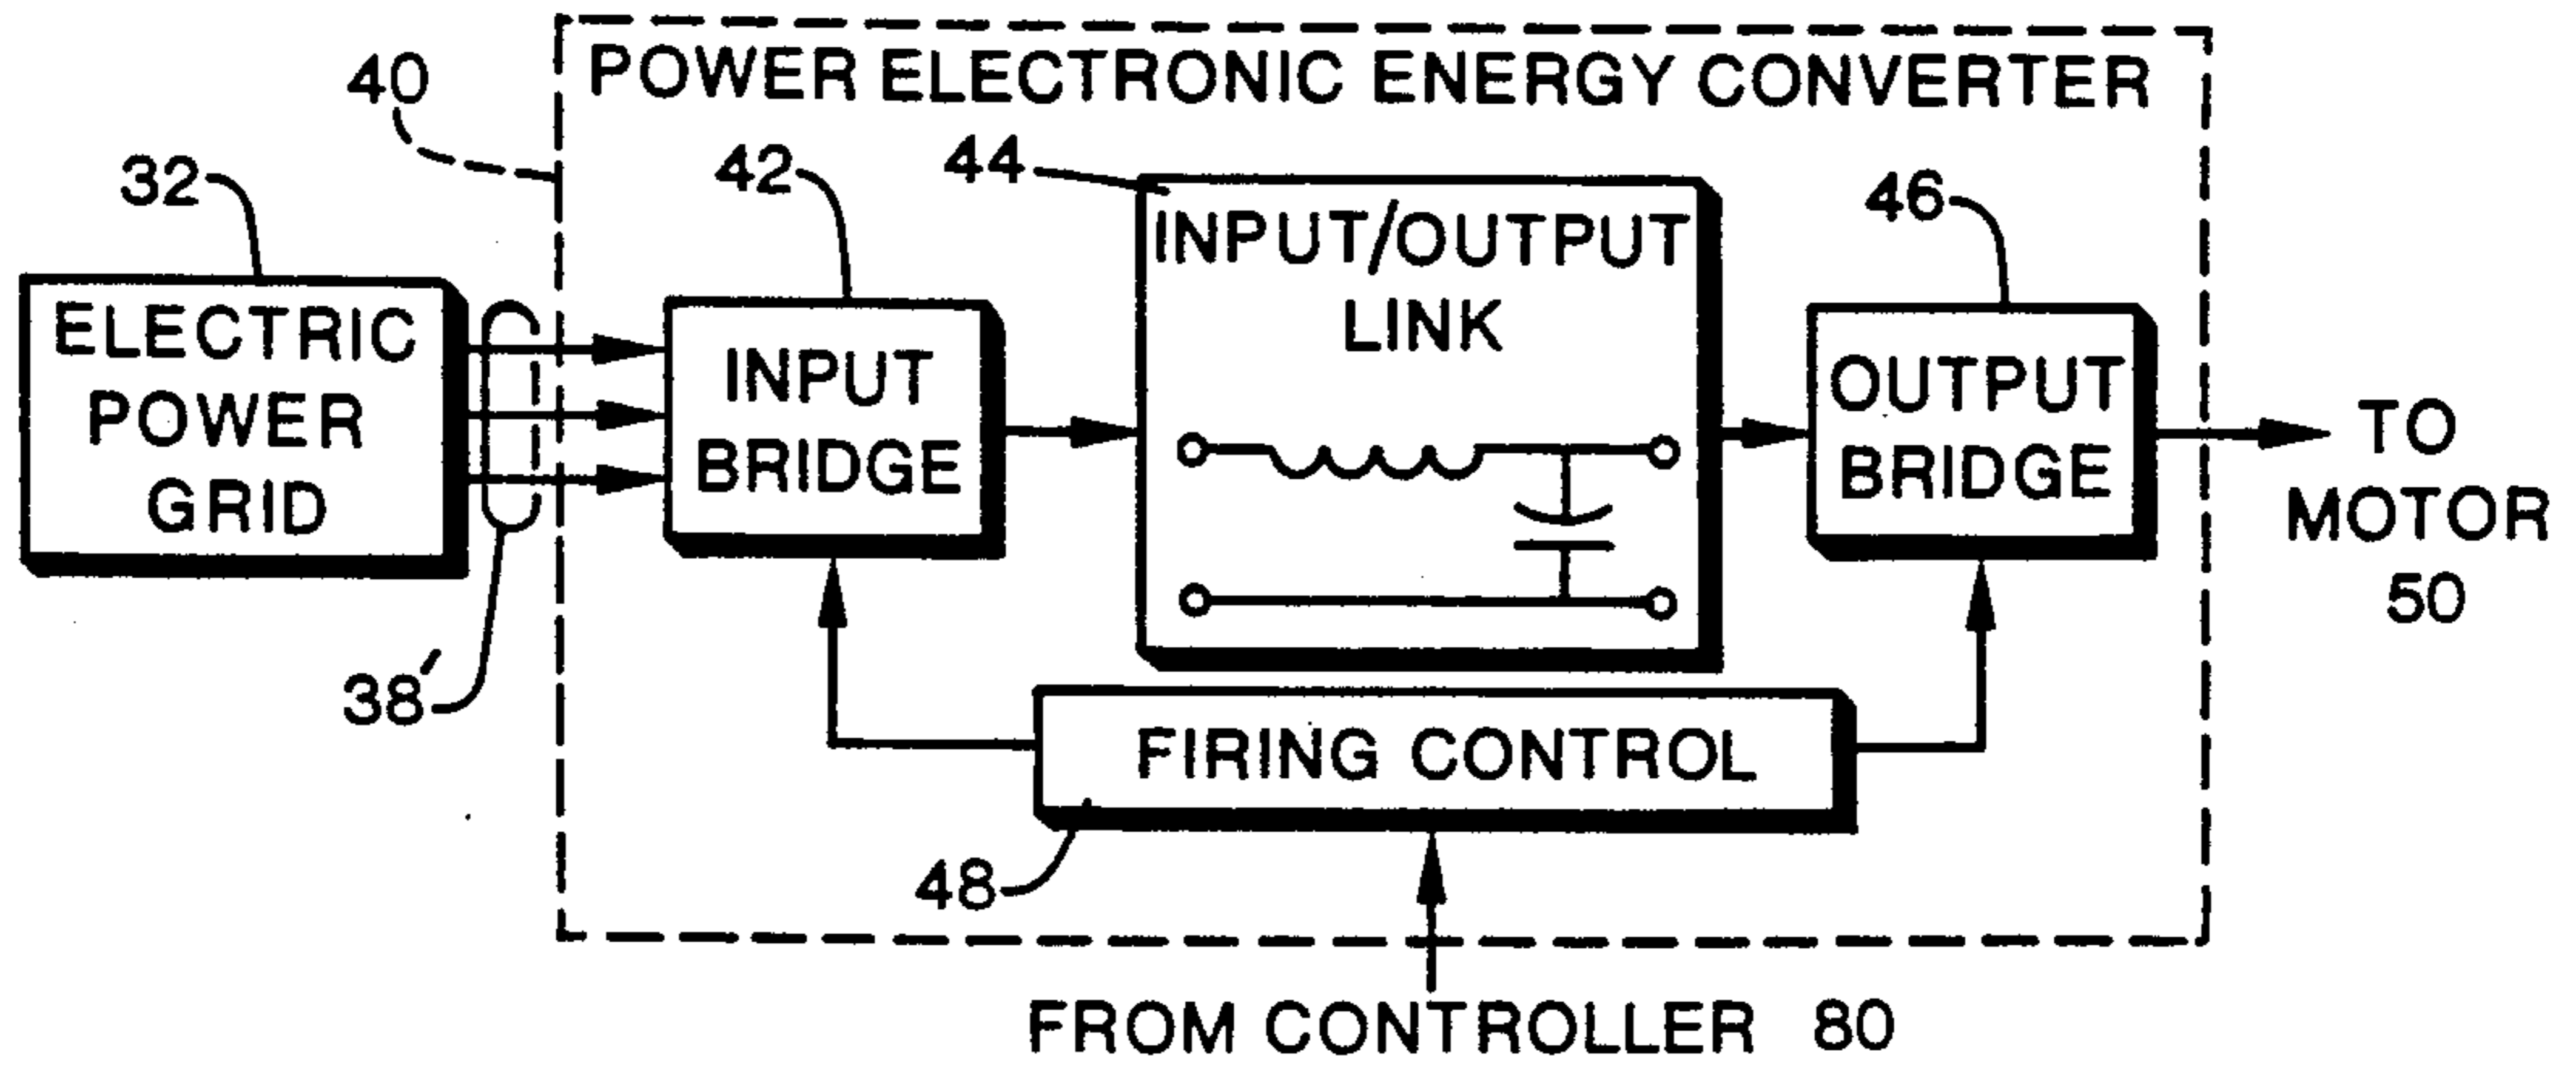 POWER ELECTRONIC ENERGY CONVERTER
40
32
42
44
46
ELECTRIC
POWER
GRID
INPUT
BRIDGE
INPUT/OUTPUT
LINK
OUTPUT
BRIDGE
TO
MOTOR
50
38'
FIRING CONTROL
48
FROM CONTROLLER 80